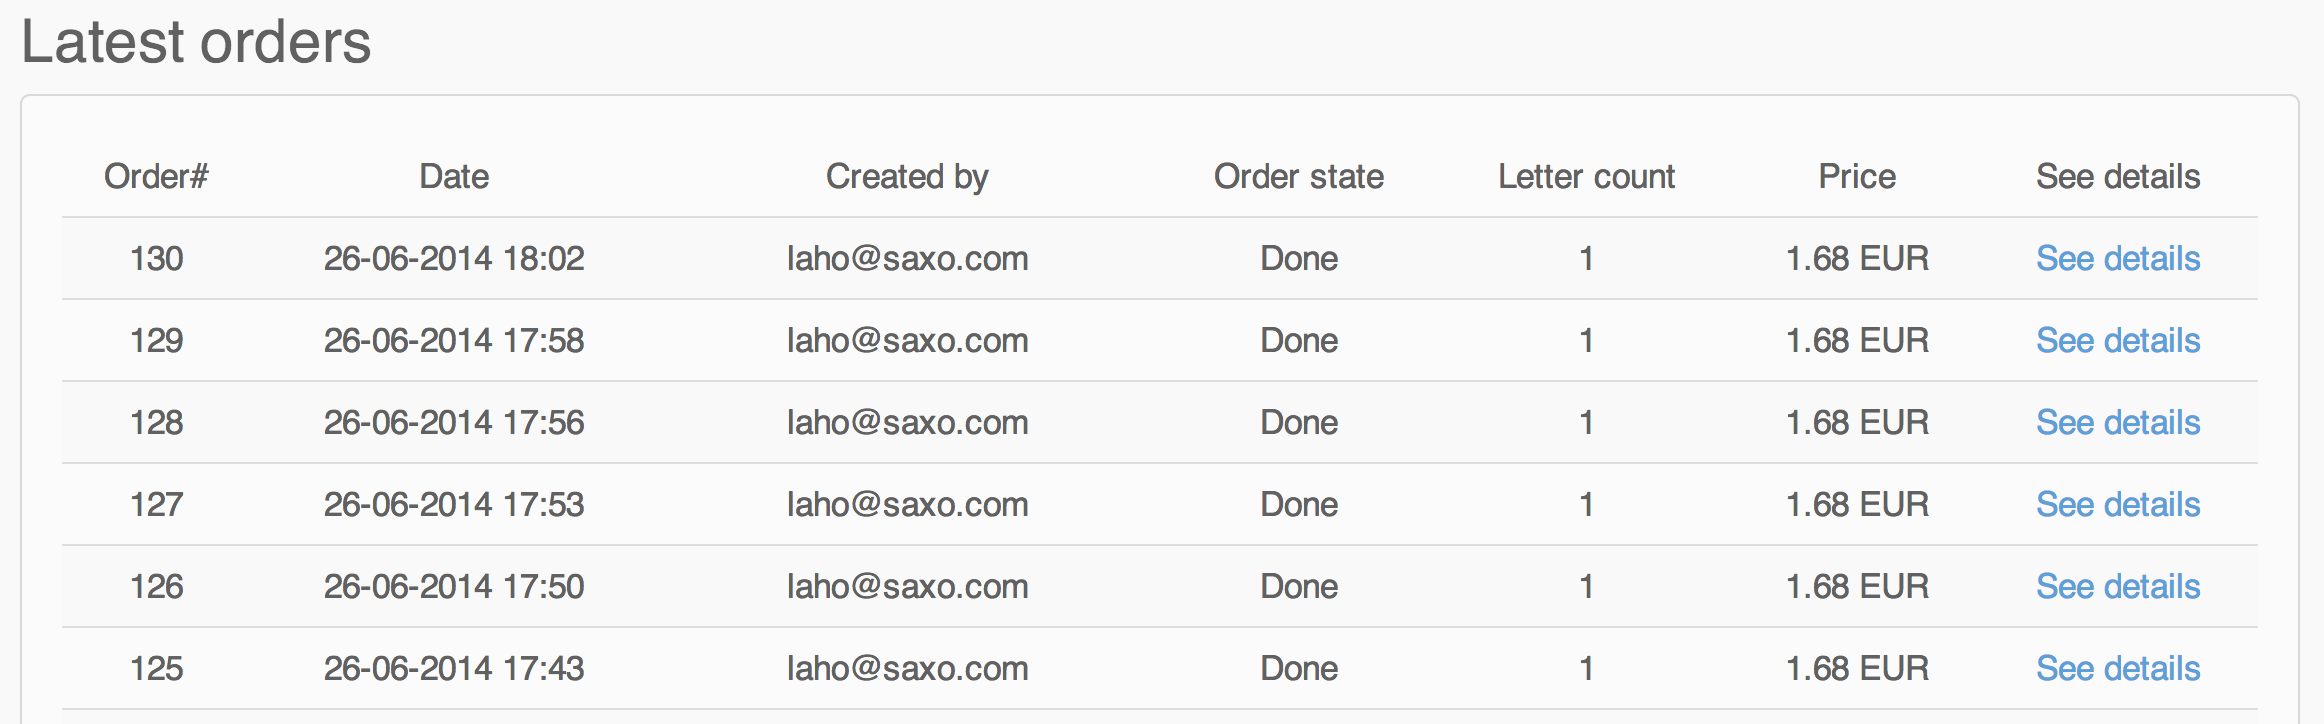 Latest orders
Order# Date Created by Order state Letter count Price See details
130 26-06-2014 18:02 laho@saxo.com Done 1 1.68 EUR See details
129 26-06-2014 17:58 laho@saxo.com Done 1 1.68 EUR See details
128 26-06-2014 17:56 laho@saxo.com Done 1 1.68 EUR See details
127 26-06-2014 17:53 laho@saxo.com Done 1 1.68 EUR See details
126 26-06-2014 17:50 laho@saxo.com Done 1 1.68 EUR See details
125 26-06-2014 17:43 laho@saxo.com Done 1 1.68 EUR See details